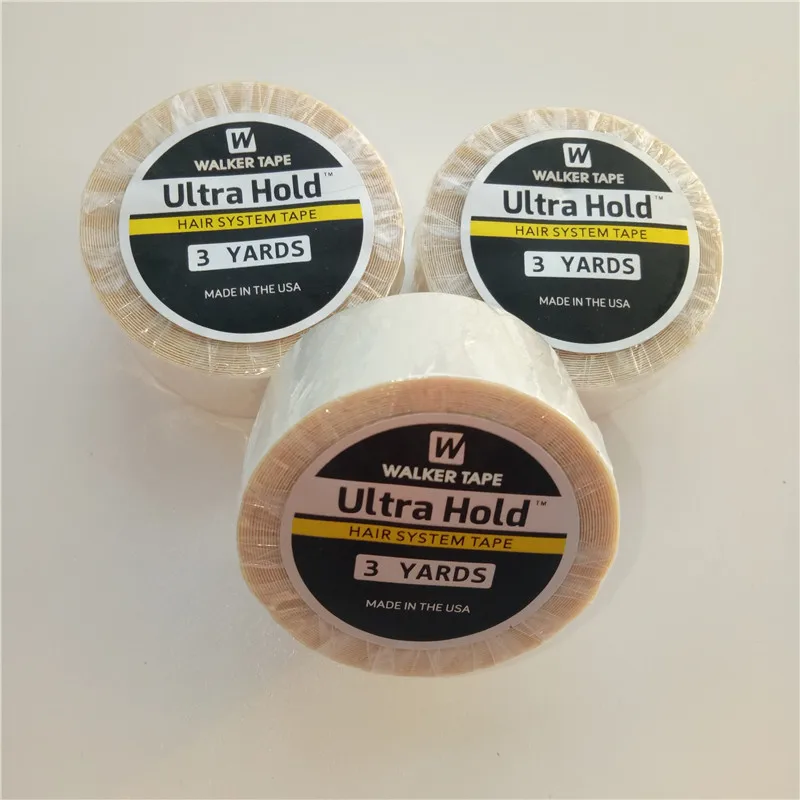 W
WALKER TAPE
Ultra Hold™
HAIR SYSTEM TAPE
3 YARDS
MADE IN THE USA
W
WALKER TAPE
Ultra Hold™
HAIR SYSTEM TAPE
3 YARDS
MADE IN THE USA
W
WALKER TAPE
Ultra Hold™
HAIR SYSTEM TAPE
3 YARDS
MADE IN THE USA